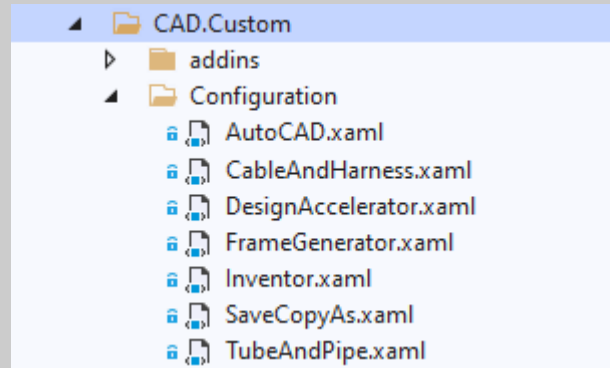 CAD.Custom
addins
Configuration
AutoCAD.xaml
CableAndHarness.xaml
DesignAccelerator.xaml
FrameGenerator.xaml
Inventor.xaml
SaveCopyAs.xaml
TubeAndPipe.xaml